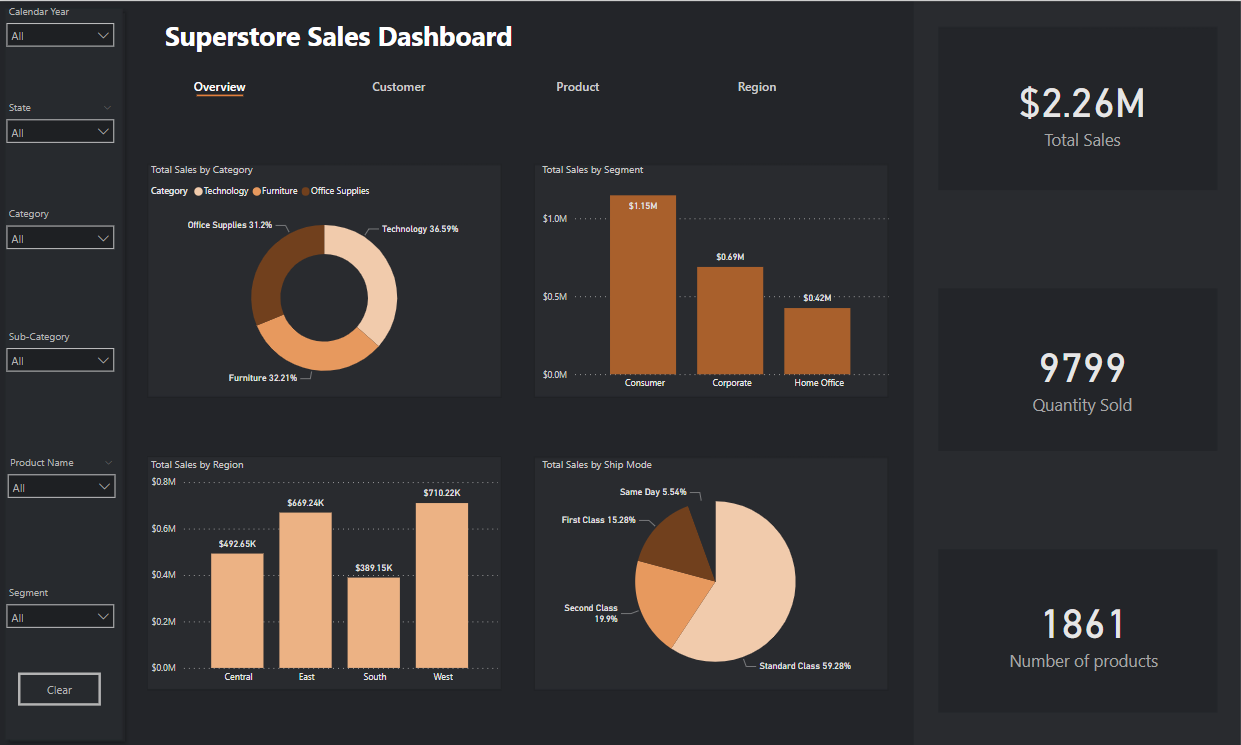 Calendar Year
All
State
All
Category
All
Sub-Category
All
Product Name
All
Segment
All
Clear
Superstore Sales Dashboard
Overview Customer Product Region
Total Sales by Category
Category Technology Furniture Office Supplies
Office Supplies 31.2%
Technology 36.59%
Furniture 32.21%
Total Sales by Segment
$1.0M
$0.5M
$0.0M
$1.15M
$0.69M
$0.42M
Consumer Corporate Home Office
Total Sales by Region
$0.8M
$0.6M
$0.4M
$0.2M
$0.0M
$492.65K
$669.24K
$389.15K
$710.22K
Central East South West
Total Sales by Ship Mode
Same Day 5.54%
First Class 15.28%
Second Class
19.9%
Standard Class 59.28%
$2.26M
Total Sales
9799
Quantity Sold
1861
Number of products